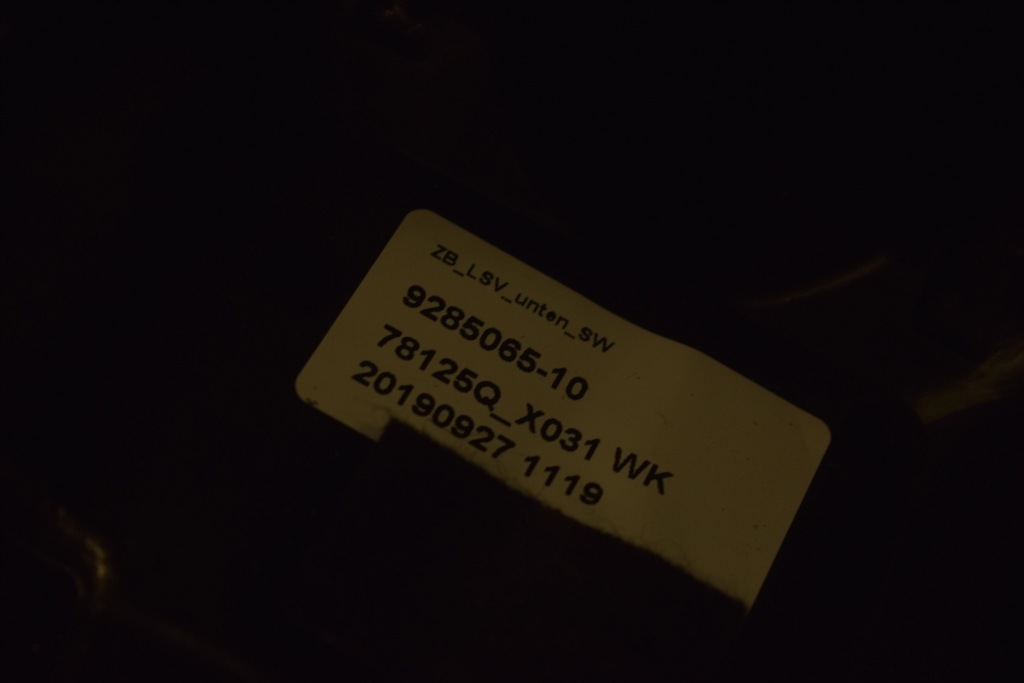 ZB_LSV_unten_SW
9285065-10
78125Q_X031 WK
20190927 1119